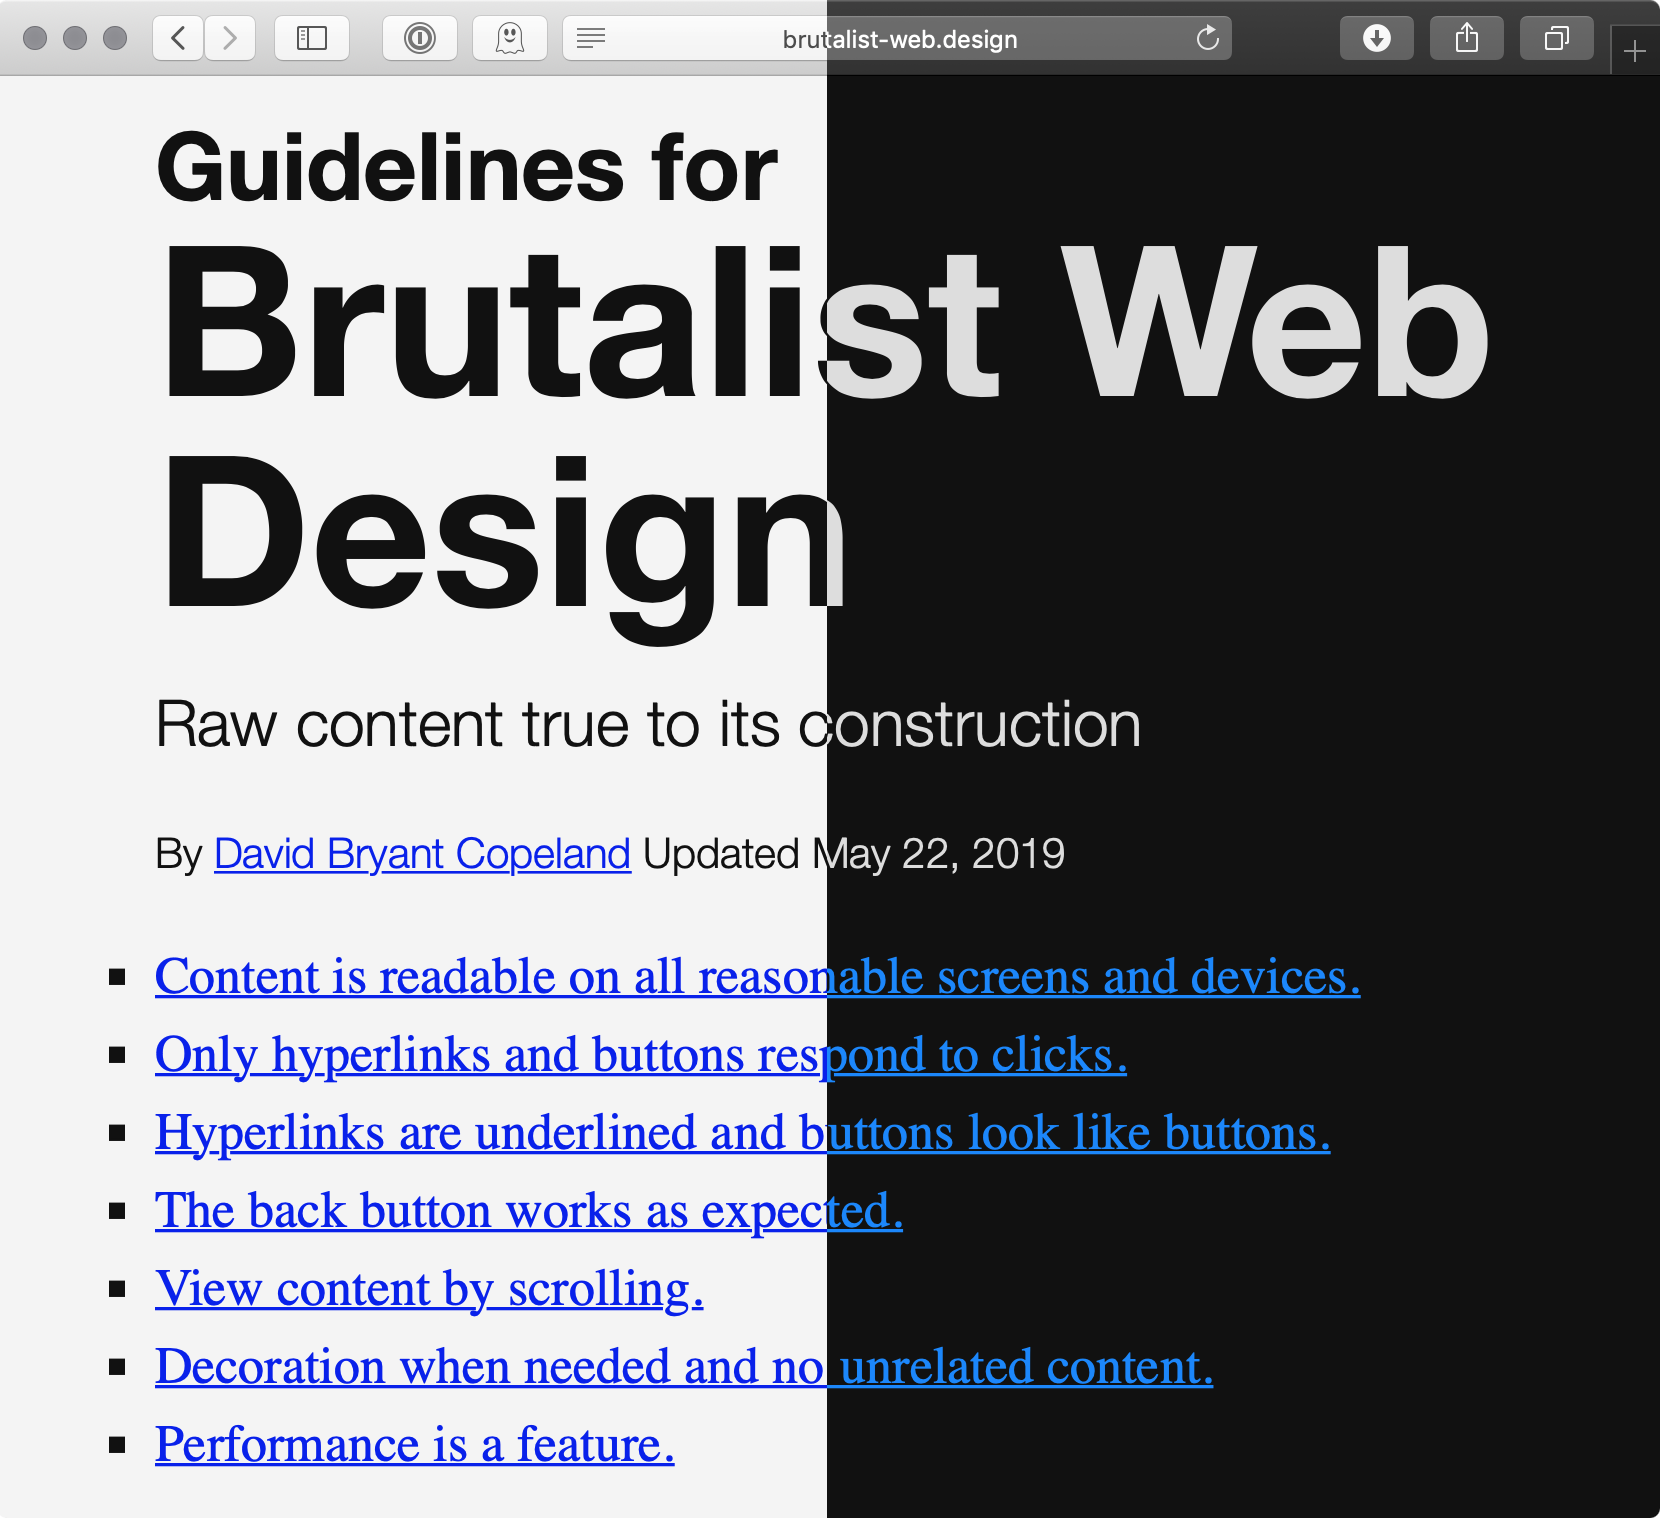 brutalist-web.design
Guidelines for
Brutalist Web
Design
Raw content true to its construction
By David Bryant Copeland Updated May 22, 2019
Content is readable on all reasonable screens and devices.
Only hyperlinks and buttons respond to clicks.
Hyperlinks are underlined and buttons look like buttons.
The back button works as expected.
View content by scrolling.
Decoration when needed and no unrelated content.
Performance is a feature.